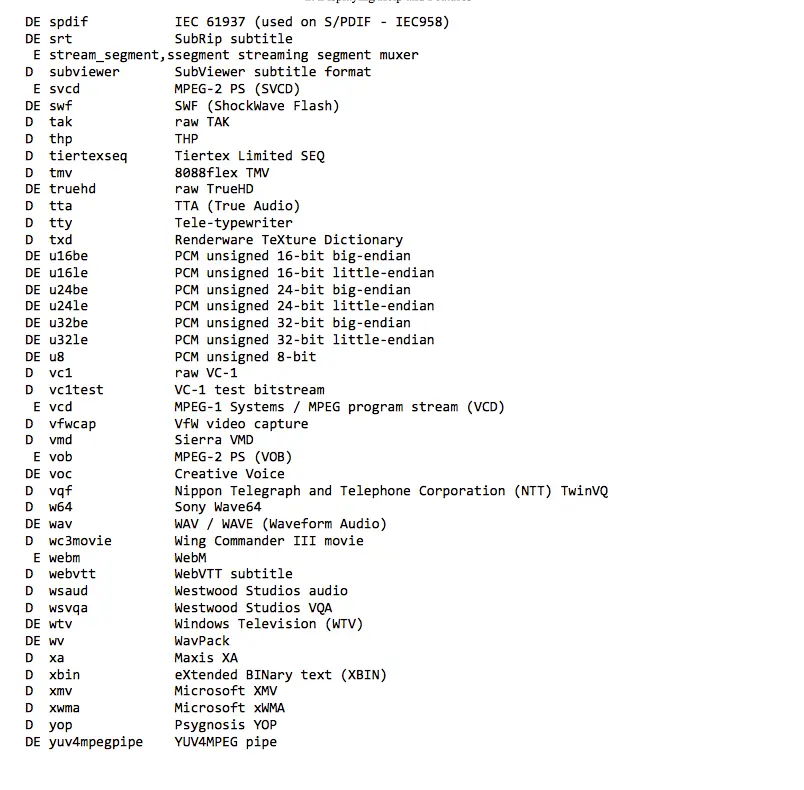 DE spdif           IEC 61937 (used on S/PDIF - IEC958)
DE srt             SubRip subtitle
 E stream_segment,ssegment streaming segment muxer
D  subviewer       SubViewer subtitle format
 E svcd            MPEG-2 PS (SVCD)
DE swf             SWF (ShockWave Flash)
D  tak             raw TAK
D  thp             THP
D  tiertexseq      Tiertex Limited SEQ
D  tmv             8088flex TMV
DE truehd          raw TrueHD
D  tta             TTA (True Audio)
D  tty             Tele-typewriter
D  txd             Renderware TeXture Dictionary
DE u16be           PCM unsigned 16-bit big-endian
DE u16le           PCM unsigned 16-bit little-endian
DE u24be           PCM unsigned 24-bit big-endian
DE u24le           PCM unsigned 24-bit little-endian
DE u32be           PCM unsigned 32-bit big-endian
DE u32le           PCM unsigned 32-bit little-endian
DE u8              PCM unsigned 8-bit
D  vc1             raw VC-1
D  vc1test         VC-1 test bitstream
 E vcd             MPEG-1 Systems / MPEG program stream (VCD)
D  vfwcap          VfW video capture
D  vmd             Sierra VMD
 E vob             MPEG-2 PS (VOB)
DE voc             Creative Voice
D  vqf             Nippon Telegraph and Telephone Corporation (NTT) TwinVQ
D  w64             Sony Wave64
DE wav             WAV / WAVE (Waveform Audio)
D  wc3movie        Wing Commander III movie
 E webm            WebM
D  webvtt          WebVTT subtitle
D  wsaud           Westwood Studios audio
D  wsvqa           Westwood Studios VQA
DE wtv             Windows Television (WTV)
DE wv              WavPack
D  xa              Maxis XA
D  xbin            eXtended BINary text (XBIN)
D  xmv             Microsoft XMV
D  xwma            Microsoft xWMA
D  yop             Psygnosis YOP
DE yuv4mpegpipe    YUV4MPEG pipe